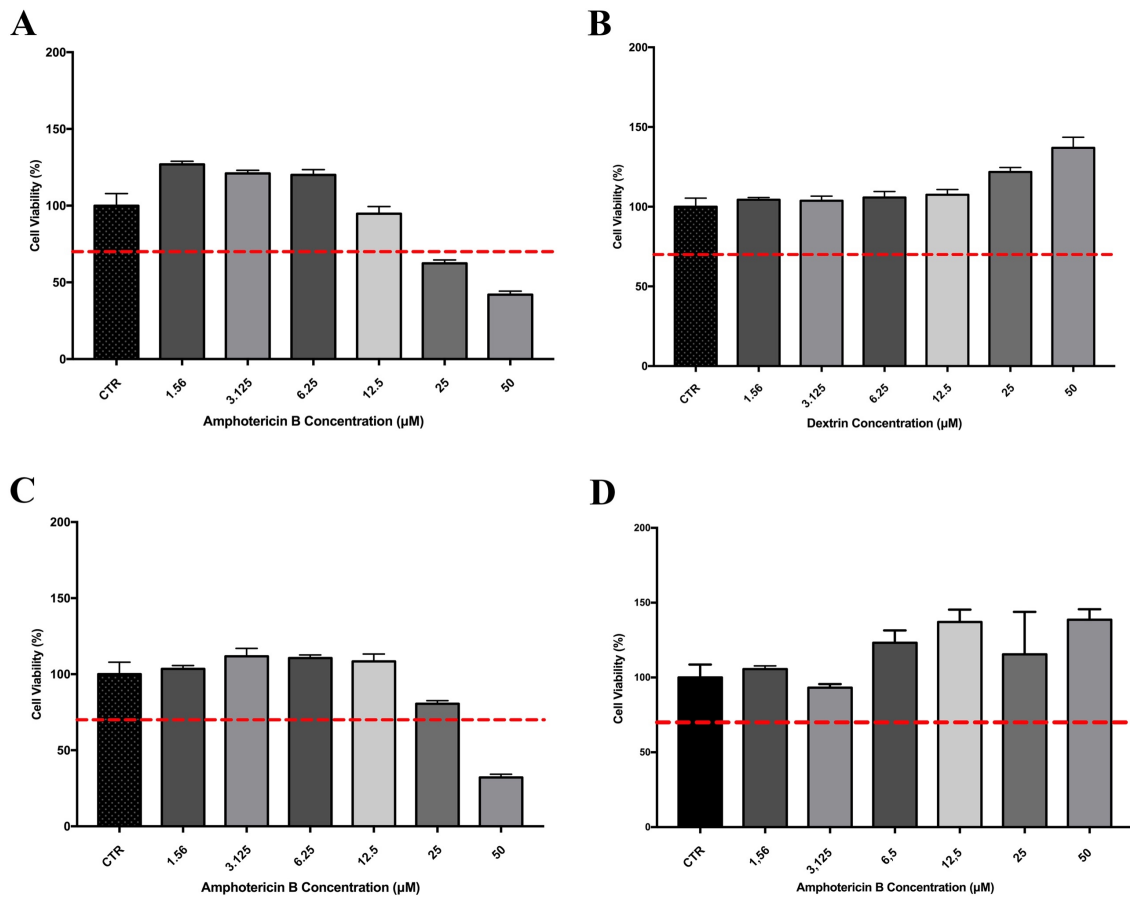 A
200
150
100
50
0
Cell Viability (%)
CTR 1.56 3.125 6.25 12.5 25 50
Amphotericin B Concentration (µM)
B
200
150
100
50
0
Cell Viability (%)
CTR 1.56 3.125 6.25 12.5 25 50
Dextrin Concentration (µM)
C
200
150
100
50
0
Cell Viability (%)
CTR 1.56 3.125 6.25 12.5 25 50
Amphotericin B Concentration (µM)
D
200
150
100
50
0
Cell Viability (%)
CTR 1,56 3,125 6,5 12,5 25 50
Amphotericin B Concentration (µM)